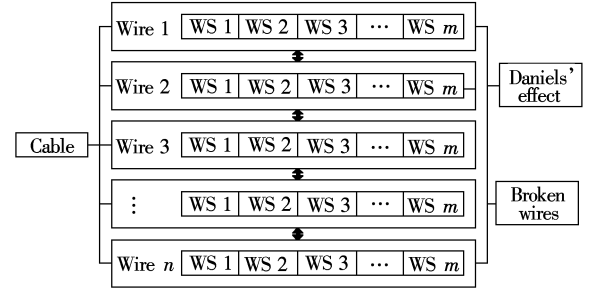 Wire 1 WS 1 WS 2 WS 3 ... WS m
Wire 2 WS 1 WS 2 WS 3 ... WS m
Daniels' effect
Cable
Wire 3 WS 1 WS 2 WS 3 ... WS m
⋮ WS 1 WS 2 WS 3 ... WS m
Broken wires
Wire n WS 1 WS 2 WS 3 ... WS m